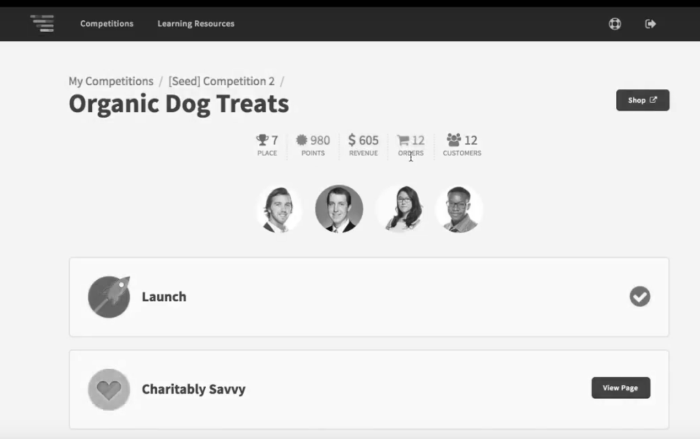 Competitions Learning Resources
My Competitions / [Seed] Competition 2 /
Organic Dog Treats
Shop
7 980 $ 605 12 12
PLACE POINTS REVENUE ORDERS CUSTOMERS
Launch
Charitably Savvy
View Page